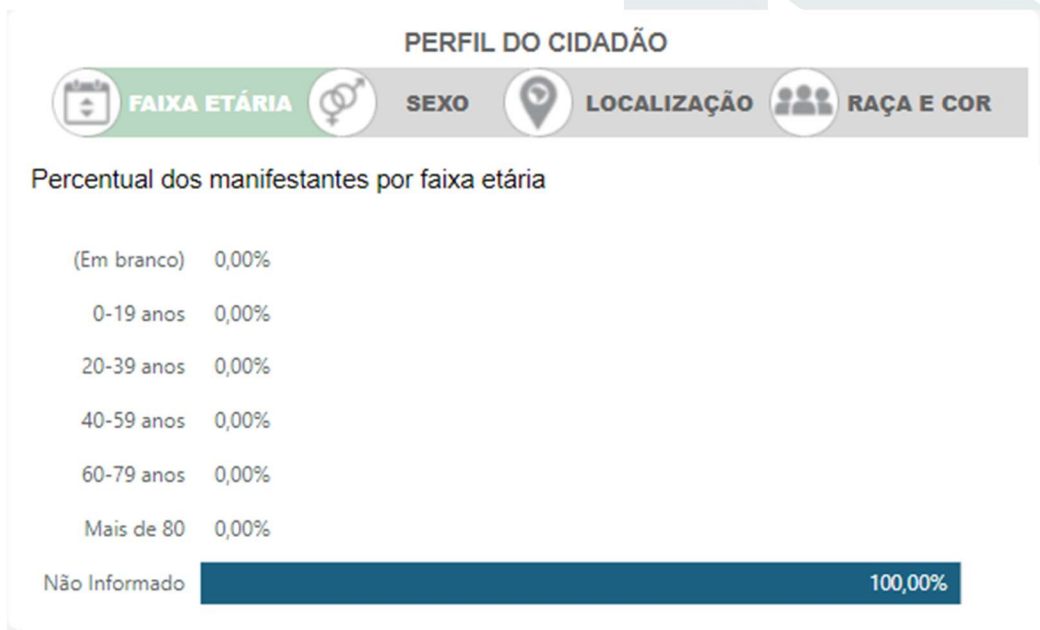 PERFIL DO CIDADÃO
FAIXA ETÁRIA SEXO LOCALIZAÇÃO RAÇA E COR
Percentual dos manifestantes por faixa etária
(Em branco) 0,00%
0-19 anos 0,00%
20-39 anos 0,00%
40-59 anos 0,00%
60-79 anos 0,00%
Mais de 80 0,00%
Não Informado 100,00%